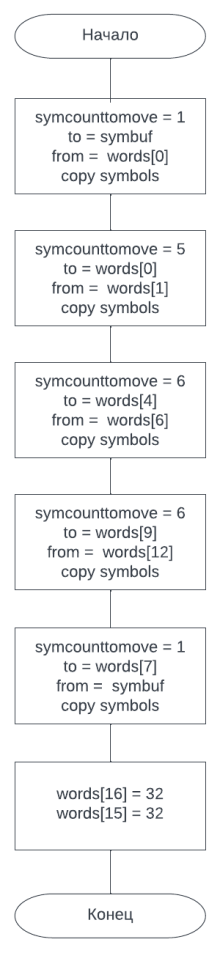 Начало
symcounttomove = 1
to = symbuf
from = words[0]
copy symbols
symcounttomove = 5
to = words[0]
from = words[1]
copy symbols
symcounttomove = 6
to = words[4]
from = words[6]
copy symbols
symcounttomove = 6
to = words[9]
from = words[12]
copy symbols
symcounttomove = 1
to = words[7]
from = symbuf
copy symbols
words[16] = 32
words[15] = 32
Конец